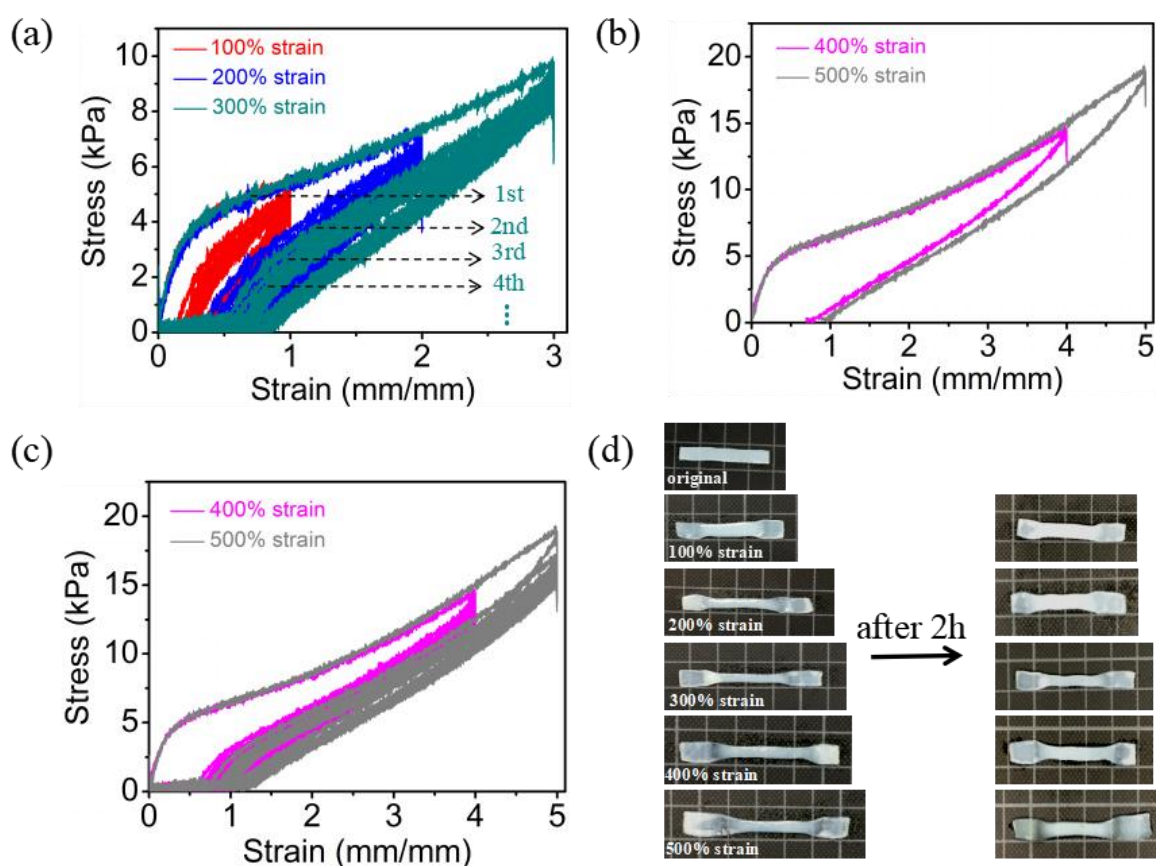 (a)
100% strain
200% strain
300% strain
Stress (kPa)
10
8
6
4
2
0
1st
2nd
3rd
4th
0
1
2
3
Strain (mm/mm)
(b)
400% strain
500% strain
Stress (kPa)
20
15
10
5
0
0
1
2
3
4
5
Strain (mm/mm)
(c)
400% strain
500% strain
Stress (kPa)
20
15
10
5
0
0
1
2
3
4
5
Strain (mm/mm)
(d)
original
100% strain
200% strain
300% strain
400% strain
500% strain
after 2h